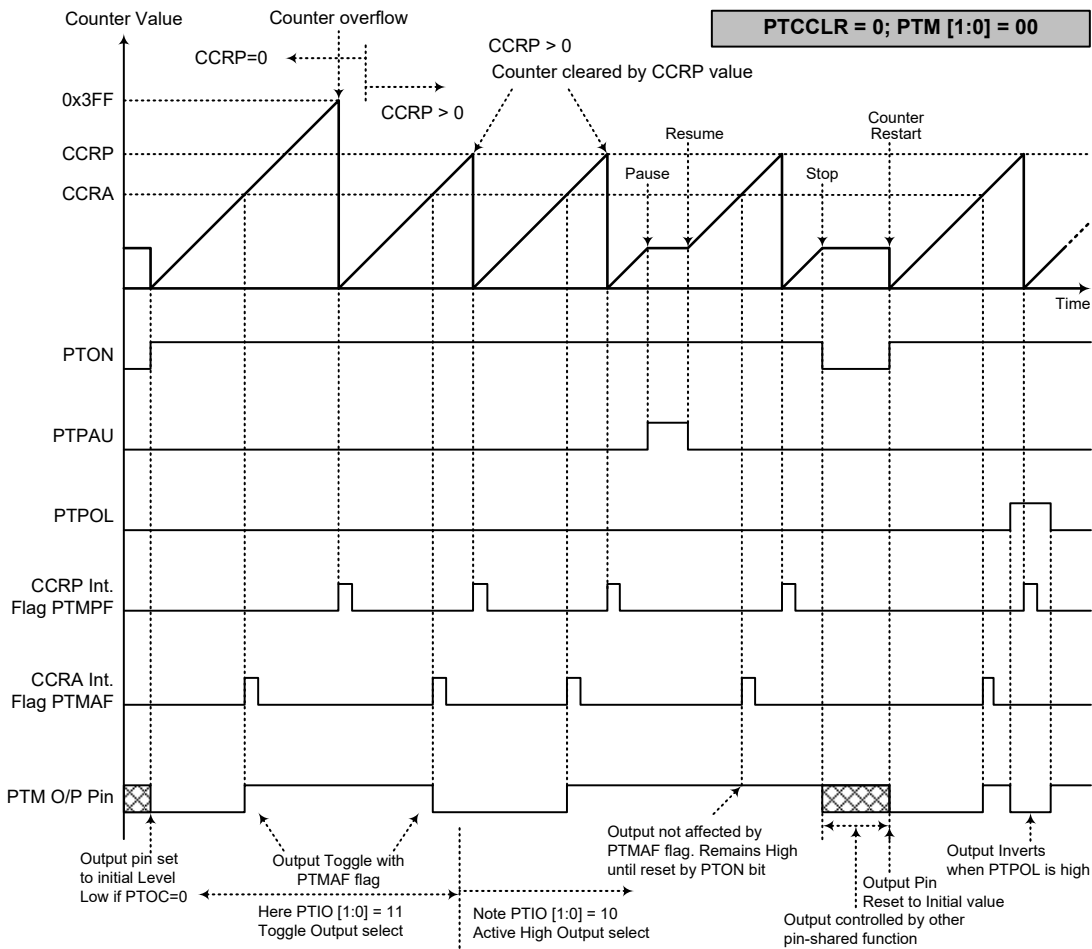 Counter Value
Counter overflow
PTCCLR = 0; PTM [1:0] = 00
CCRP=0
CCRP > 0
CCRP > 0
Counter cleared by CCRP value
0x3FF
CCRP
CCRA
Pause
Resume
Stop
Counter
Restart
Time
PTON
PTPAU
PTPOL
CCRP Int.
Flag PTMPF
CCRA Int.
Flag PTMAF
PTM O/P Pin
Output pin set
to initial Level
Low if PTOC=0
Output Toggle with
PTMAF flag
Here PTIO [1:0] = 11
Toggle Output select
Note PTIO [1:0] = 10
Active High Output select
Output not affected by
PTMAF flag. Remains High
until reset by PTON bit
Output Pin
Reset to Initial value
Output controlled by other
pin-shared function
Output Inverts
when PTPOL is high